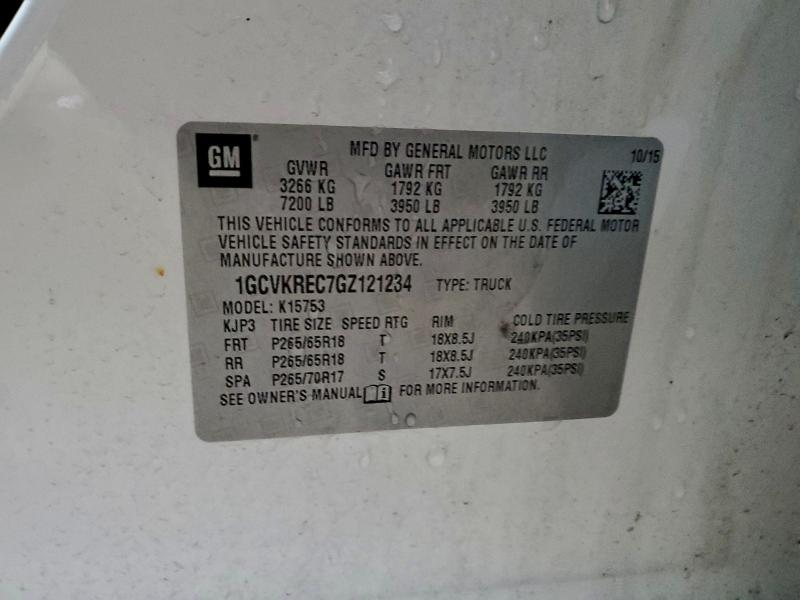 GM
MFD BY GENERAL MOTORS LLC 10/15
GVWR GAWR FRT GAWR RR
3266 KG 1792 KG 1792 KG
7200 LB 3950 LB 3950 LB
THIS VEHICLE CONFORMS TO ALL APPLICABLE U.S. FEDERAL MOTOR
VEHICLE SAFETY STANDARDS IN EFFECT ON THE DATE OF
MANUFACTURE SHOWN ABOVE.
1GCVKREC7GZ121234 TYPE: TRUCK
MODEL: K15753
KJP3 TIRE SIZE SPEED RTG RIM COLD TIRE PRESSURE
FRT P265/65R18 T 18X8.5J 240KPA(35PSI)
RR P265/65R18 T 18X8.5J 240KPA(35PSI)
SPA P265/70R17 S 17X7.5J 240KPA(35PSI)
SEE OWNER'S MANUAL FOR MORE INFORMATION.